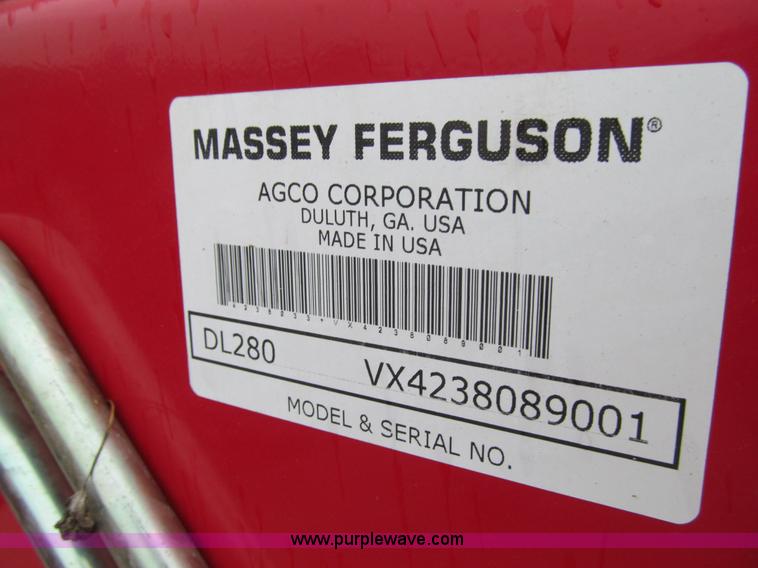 MASSEY FERGUSON®
AGCO CORPORATION
DULUTH, GA. USA
MADE IN USA
DL280 VX4238089001
MODEL & SERIAL NO.
www.purplewave.com